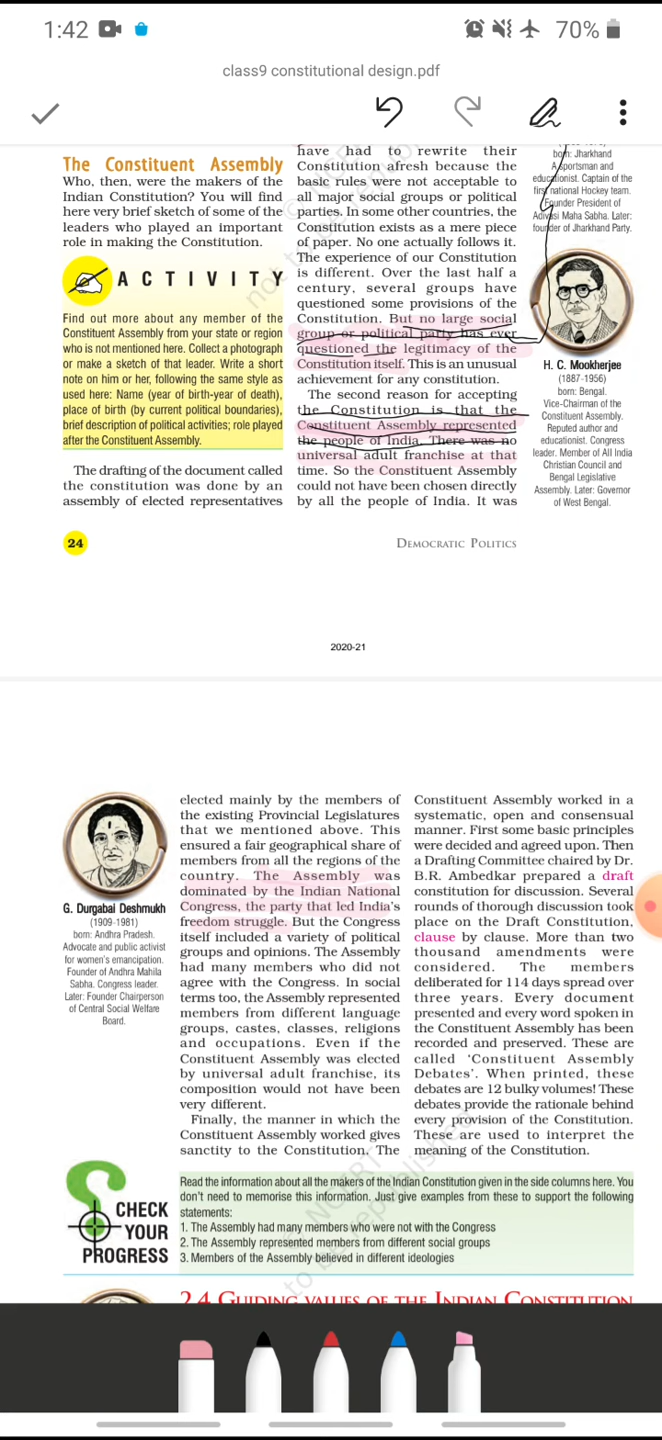 1:42
70%
class9 constitutional design.pdf
The Constituent Assembly
Who, then, were the makers of the
Indian Constitution? You will find
here very brief sketch of some of the
leaders who played an important
role in making the Constitution.
ACTIVITY
Find out more about any member of the
Constituent Assembly from your state or region
who is not mentioned here. Collect a photograph
or make a sketch of that leader. Write a short
note on him or her, following the same style as
used here: Name (year of birth-year of death),
place of birth (by current political boundaries),
brief description of political activities; role played
after the Constituent Assembly.
The drafting of the document called
the constitution was done by an
assembly of elected representatives
have had to rewrite their
Constitution afresh because the
basic rules were not acceptable to
all major social groups or political
parties. In some other countries, the
Constitution exists as a mere piece
of paper. No one actually follows it.
The experience of our Constitution
is different. Over the last half a
century, several groups have
questioned some provisions of the
Constitution. But no large social
group or political party has ever
questioned the legitimacy of the
Constitution itself. This is an unusual
achievement for any constitution.
The second reason for accepting
the Constitution is that the
Constituent Assembly represented
the people of India. There was no
universal adult franchise at that
time. So the Constituent Assembly
could not have been chosen directly
by all the people of India. It was
born: Jharkhand
A sportsman and
educationist. Captain of the
first national Hockey team.
Founder President of
Adivasi Maha Sabha. Later:
founder of Jharkhand Party.
H. C. Mookherjee
(1887-1956)
born: Bengal.
Vice-Chairman of the
Constituent Assembly.
Reputed author and
educationist. Congress
leader. Member of All India
Christian Council and
Bengal Legislative
Assembly. Later: Governor
of West Bengal.
24
DEMOCRATIC POLITICS
2020-21
G. Durgabai Deshmukh
(1909-1981)
born: Andhra Pradesh.
Advocate and public activist
for women's emancipation.
Founder of Andhra Mahila
Sabha. Congress leader.
Later: Founder Chairperson
of Central Social Welfare
Board.
elected mainly by the members of
the existing Provincial Legislatures
that we mentioned above. This
ensured a fair geographical share of
members from all the regions of the
country. The Assembly was
dominated by the Indian National
Congress, the party that led India's
freedom struggle. But the Congress
itself included a variety of political
groups and opinions. The Assembly
had many members who did not
agree with the Congress. In social
terms too, the Assembly represented
members from different language
groups, castes, classes, religions
and occupations. Even if the
Constituent Assembly was elected
by universal adult franchise, its
composition would not have been
very different.
Finally, the manner in which the
Constituent Assembly worked gives
sanctity to the Constitution. The
Constituent Assembly worked in a
systematic, open and consensual
manner. First some basic principles
were decided and agreed upon. Then
a Drafting Committee chaired by Dr.
B.R. Ambedkar prepared a draft
constitution for discussion. Several
rounds of thorough discussion took
place on the Draft Constitution,
clause by clause. More than two
thousand amendments were
considered. The members
deliberated for 114 days spread over
three years. Every document
presented and every word spoken in
the Constituent Assembly has been
recorded and preserved. These are
called 'Constituent Assembly
Debates'. When printed, these
debates are 12 bulky volumes! These
debates provide the rationale behind
every provision of the Constitution.
These are used to interpret the
meaning of the Constitution.
CHECK
YOUR
PROGRESS
Read the information about all the makers of the Indian Constitution given in the side columns here. You
don't need to memorise this information. Just give examples from these to support the following
statements:
1. The Assembly had many members who were not with the Congress
2. The Assembly represented members from different social groups
3. Members of the Assembly believed in different ideologies
2.4 GUIDING VALUES OF THE INDIAN CONSTITUTION